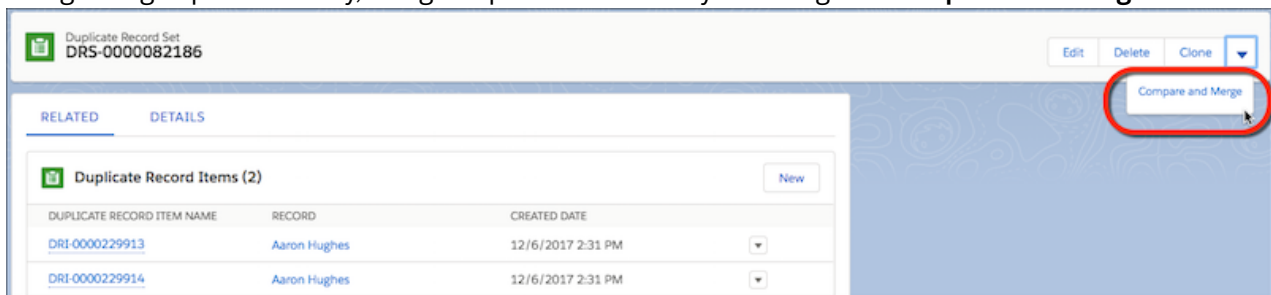 Duplicate Record Set
DRS-0000082186
Edit Delete Clone
Compare and Merge
RELATED DETAILS
Duplicate Record Items (2)
New
DUPLICATE RECORD ITEM NAME RECORD CREATED DATE
DRI-0000229913 Aaron Hughes 12/6/2017 2:31 PM
DRI-0000229914 Aaron Hughes 12/6/2017 2:31 PM